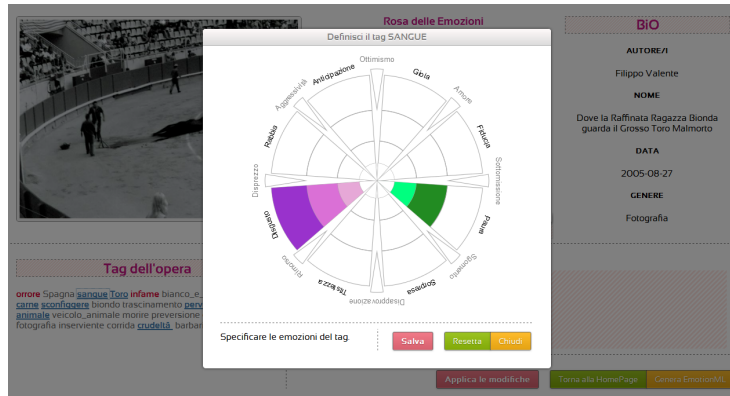 Rosa delle Emozioni
BiO
Definisci il tag SANGUE
AUTORE/I
Filippo Valente
NOME
Dove la Raffinata Ragazza Bionda
guarda il Grosso Toro Malmorto
DATA
2005-08-27
GENERE
Fotografia
Ottimismo
Gioia
Amore
Fiducia
Sottomissione
Paura
Sgomento
Sorpresa
Disapprovazione
Tristezza
Rimorso
Disgusto
Disprezzo
Rabbia
Aggressività
Anticipazione
Tag dell'opera
orrore Spagna sangue Toro infame bianco_e_
carne sconfiggere biondo trascinamento
animale veicolo_animale morire preversione
fotografia inserviente corrida crudeltà barbar
Specificare le emozioni del tag.
Salva
Resetta
Chiudi
Applica le modifiche
Torna alla HomePage
Genera EmotionML